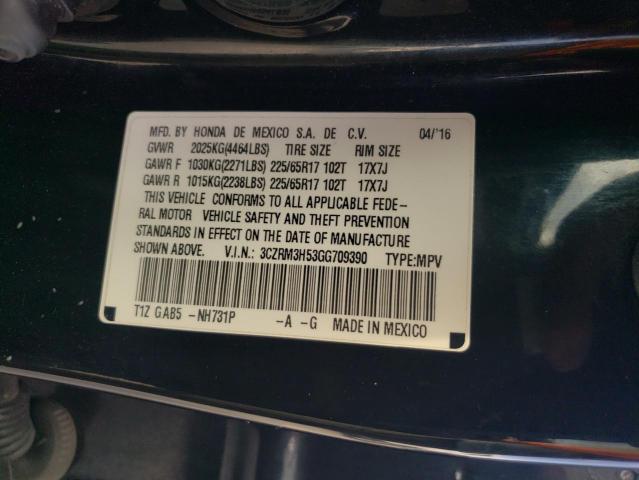 MFD. BY HONDA DE MEXICO S.A. DE C.V. 04/'16
GVWR 2025KG(4464LBS) TIRE SIZE RIM SIZE
GAWR F 1030KG(2271LBS) 225/65R17 102T 17X7J
GAWR R 1015KG(2238LBS) 225/65R17 102T 17X7J
THIS VEHICLE CONFORMS TO ALL APPLICABLE FEDE-
RAL MOTOR VEHICLE SAFETY AND THEFT PREVENTION
STANDARDS IN EFFECT ON THE DATE OF MANUFACTURE
SHOWN ABOVE. V.I.N.: 3CZRM3H53GG709390 TYPE:MPV
T1Z GAB5 -NH731P -A -G MADE IN MEXICO